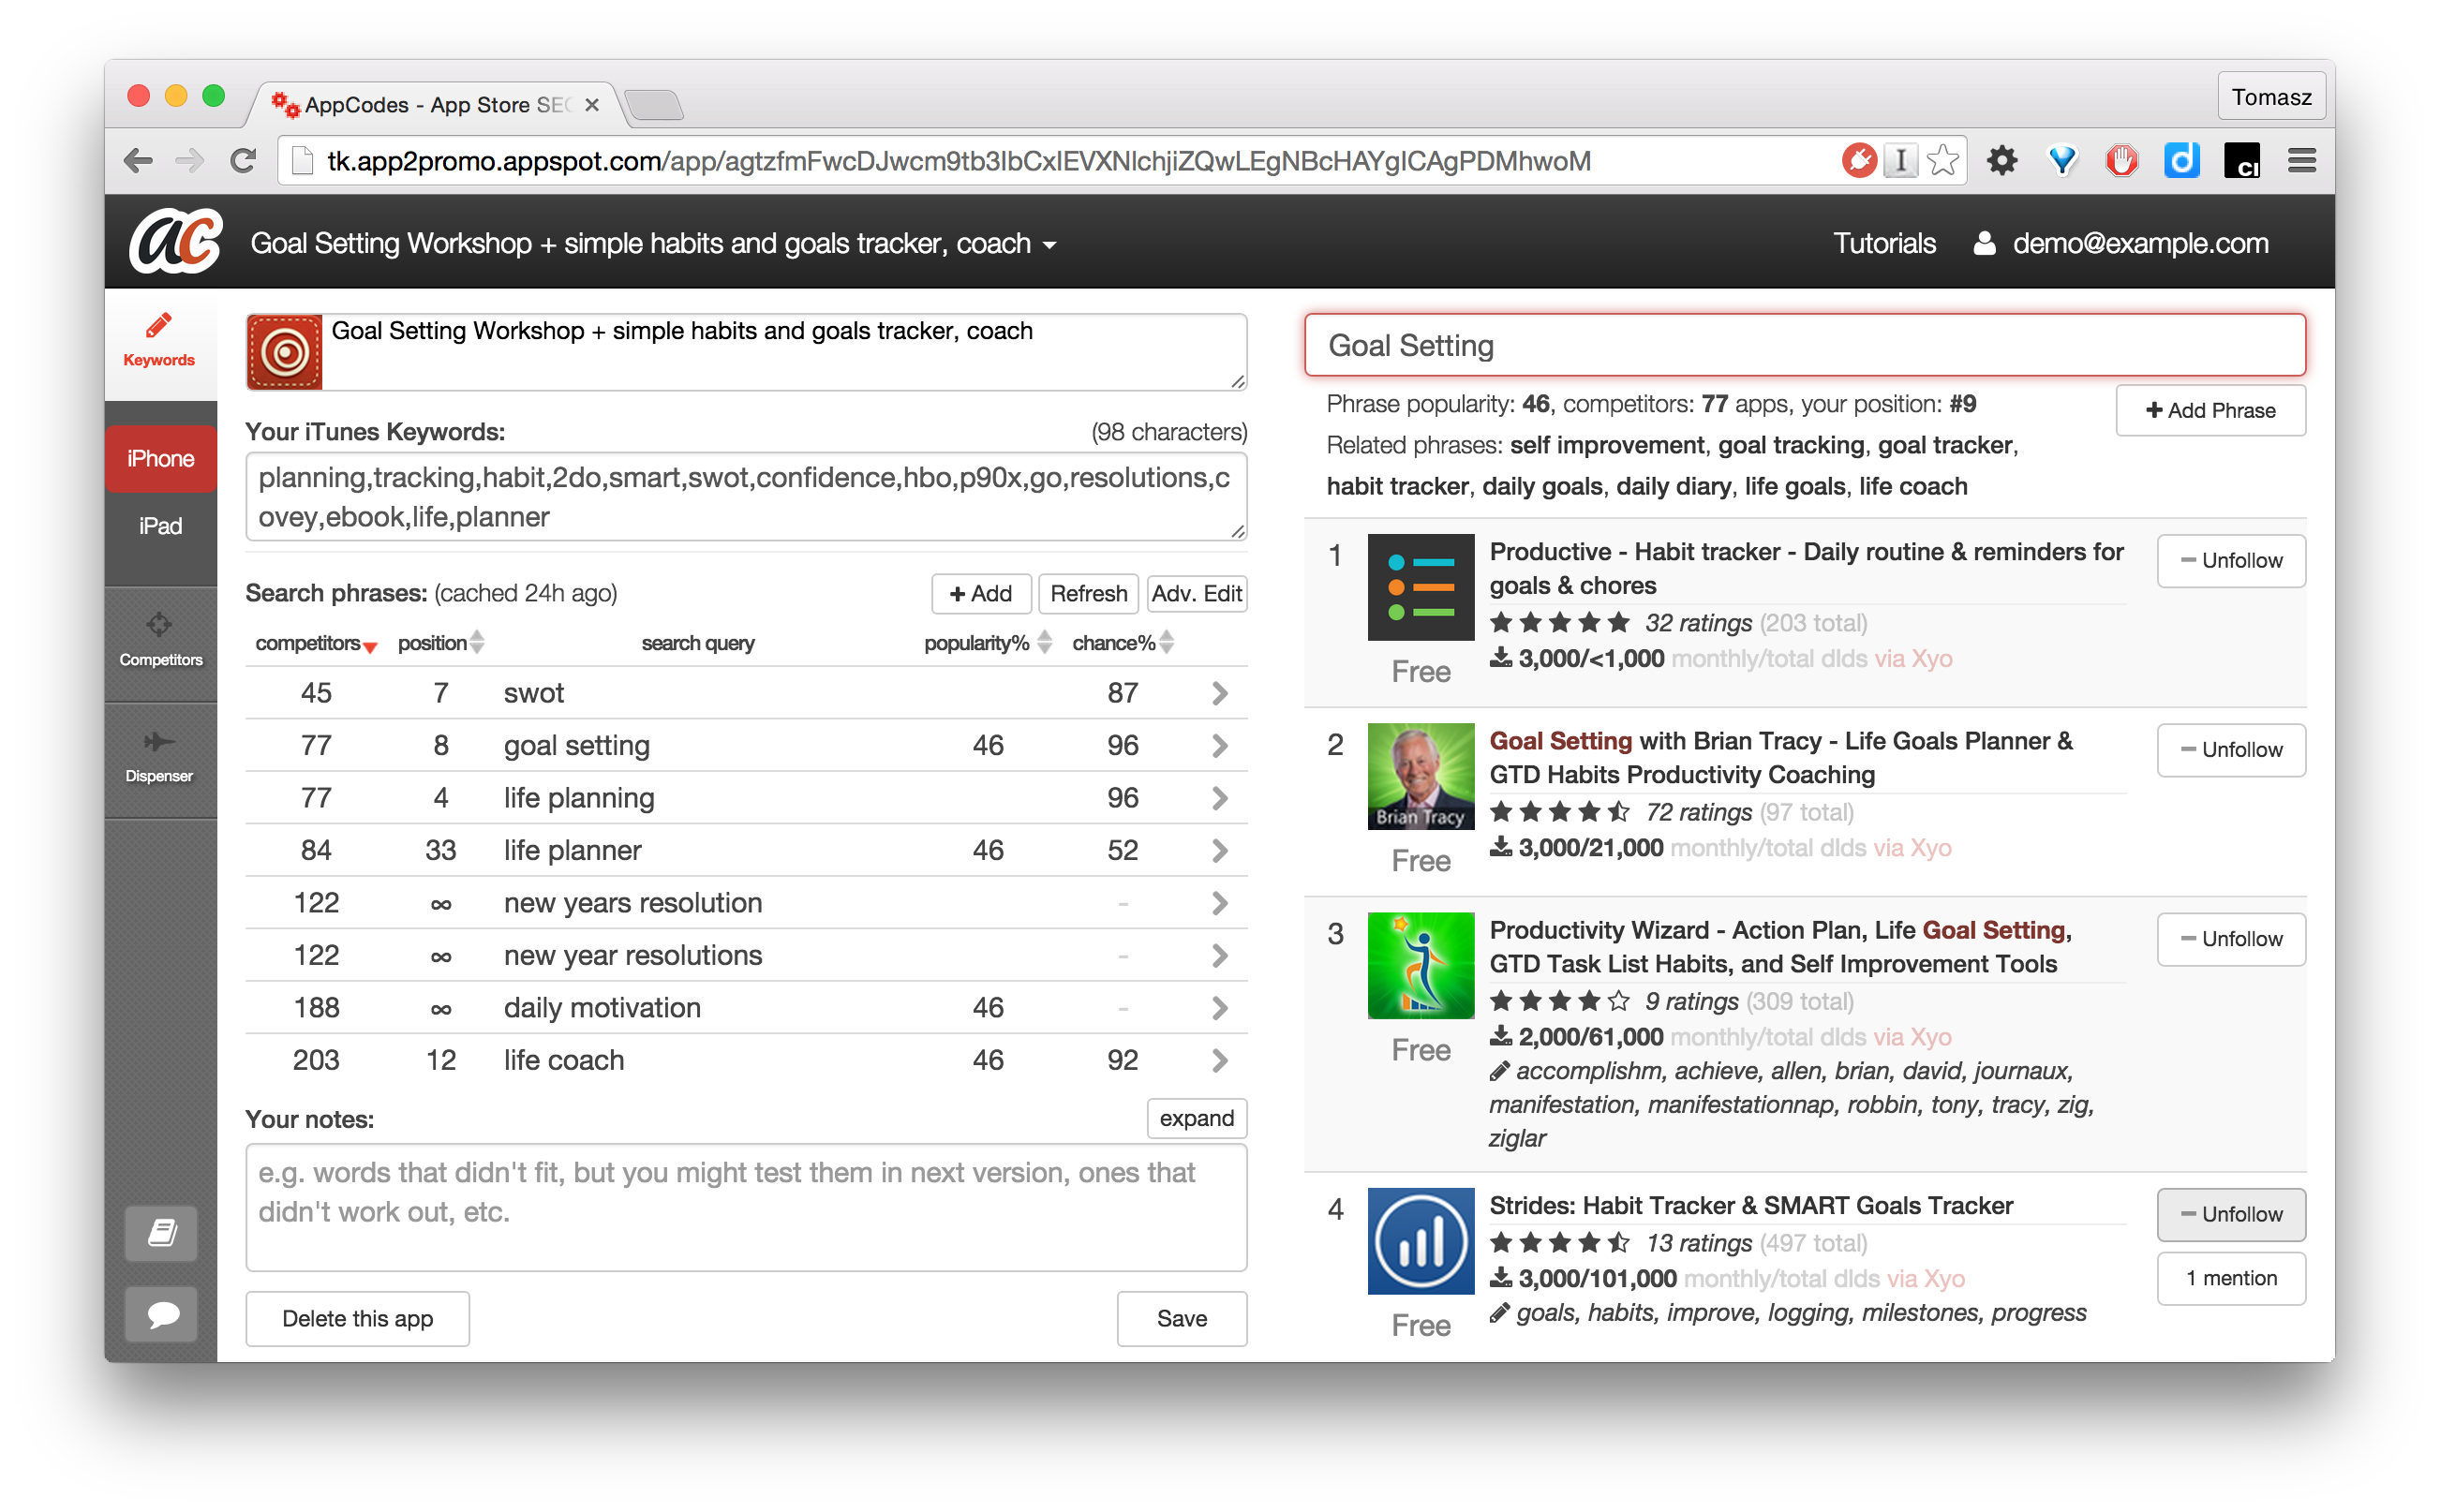 AppCodes - App Store SEO
Tomasz
tk.app2promo.appspot.com/app/agtzfmFwcDJwcm9tb3IbCxIEVXNlchjiZQwLEgNBcHAYgICAgPDMhwoM
ac
Goal Setting Workshop + simple habits and goals tracker, coach
Tutorials
demo@example.com
Keywords
iPhone
iPad
Competitors
Dispenser
Goal Setting Workshop + simple habits and goals tracker, coach
Your iTunes Keywords:
(98 characters)
planning,tracking,habit,2do,smart,swot,confidence,hbo,p90x,go,resolutions,c
ovey,ebook,life,planner
Search phrases: (cached 24h ago)
+ Add
Refresh
Adv. Edit
competitors position search query popularity% chance%
45 7 swot 87
77 8 goal setting 46 96
77 4 life planning 96
84 33 life planner 46 52
122 ∞ new years resolution -
122 ∞ new year resolutions -
188 ∞ daily motivation 46 -
203 12 life coach 46 92
Your notes:
expand
e.g. words that didn't fit, but you might test them in next version, ones that
didn't work out, etc.
Delete this app
Save
Goal Setting
Phrase popularity: 46, competitors: 77 apps, your position: #9
+ Add Phrase
Related phrases: self improvement, goal tracking, goal tracker,
habit tracker, daily goals, daily diary, life goals, life coach
1
Productive - Habit tracker - Daily routine & reminders for
goals & chores
32 ratings (203 total)
3,000/<1,000 monthly/total dlds via Xyo
Free
Unfollow
2
Goal Setting with Brian Tracy - Life Goals Planner &
GTD Habits Productivity Coaching
72 ratings (97 total)
Brian Tracy
3,000/21,000 monthly/total dlds via Xyo
Free
Unfollow
3
Productivity Wizard - Action Plan, Life Goal Setting,
GTD Task List Habits, and Self Improvement Tools
9 ratings (309 total)
2,000/61,000 monthly/total dlds via Xyo
Free
accomplishm, achieve, allen, brian, david, journaux,
manifestation, manifestationnap, robbin, tony, tracy, zig,
ziglar
Unfollow
4
Strides: Habit Tracker & SMART Goals Tracker
13 ratings (497 total)
3,000/101,000 monthly/total dlds via Xyo
goals, habits, improve, logging, milestones, progress
Free
Unfollow
1 mention